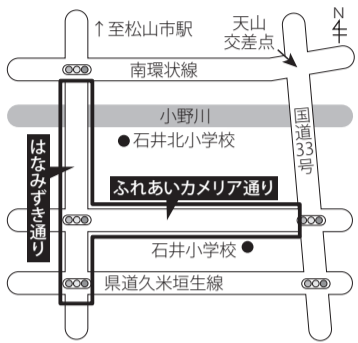 ↑至松山市駅
天山
交差点
N
4
南環状線
小野川
国道33号
石井北小学校
はなみずき通り
ふれあいカメリア通り
石井小学校
県道久米垣生線